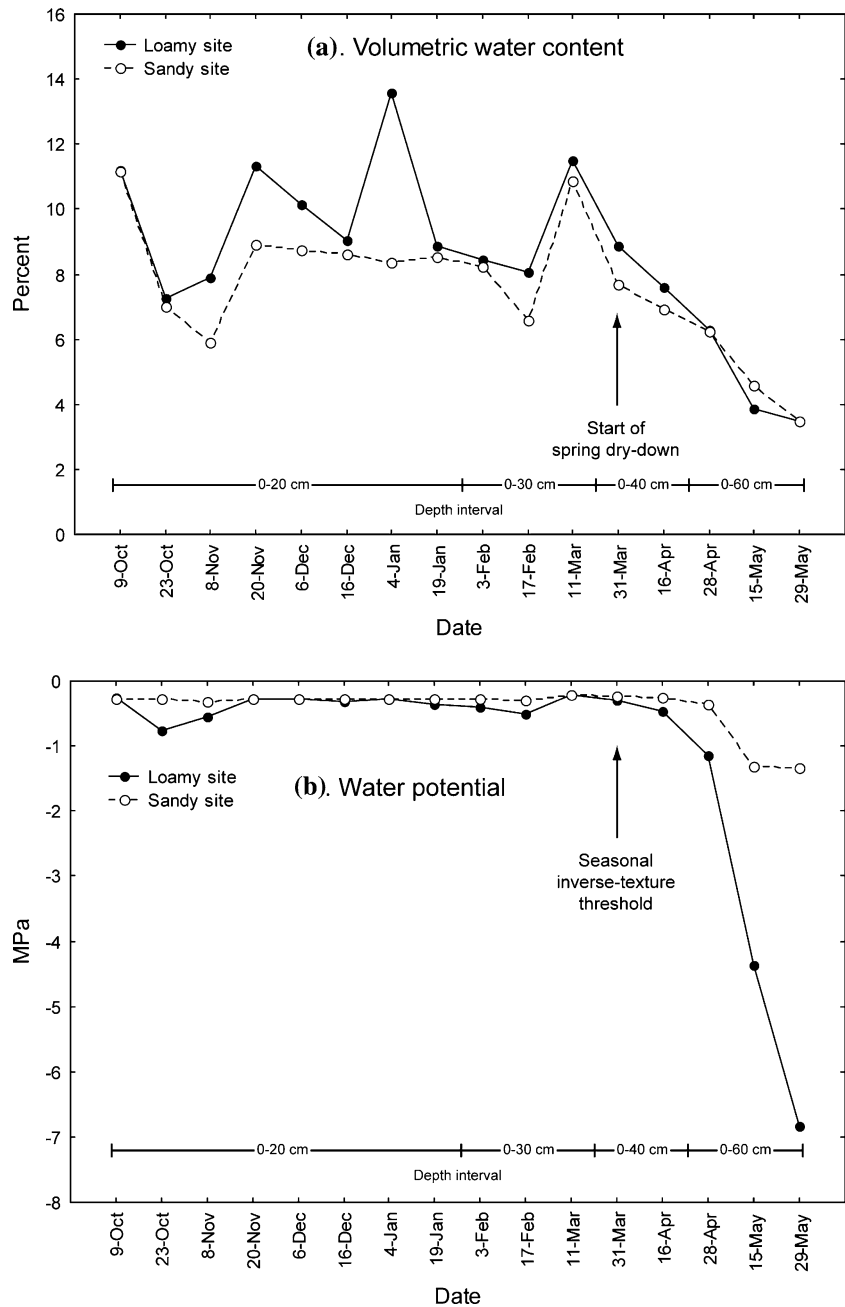 (a). Volumetric water content
Loamy site
Sandy site
16
14
12
10
8
6
4
2
0
Percent
Start of
spring dry-down
0-20 cm
0-30 cm
0-40 cm
0-60 cm
Depth interval
9-Oct
23-Oct
8-Nov
20-Nov
6-Dec
16-Dec
4-Jan
19-Jan
3-Feb
17-Feb
11-Mar
31-Mar
16-Apr
28-Apr
15-May
29-May
Date
0
-1
-2
-3
-4
-5
-6
-7
-8
MPa
Loamy site
Sandy site
(b). Water potential
Seasonal
inverse-texture
threshold
0-20 cm
0-30 cm
0-40 cm
0-60 cm
Depth interval
9-Oct
23-Oct
8-Nov
20-Nov
6-Dec
16-Dec
4-Jan
19-Jan
3-Feb
17-Feb
11-Mar
31-Mar
16-Apr
28-Apr
15-May
29-May
Date